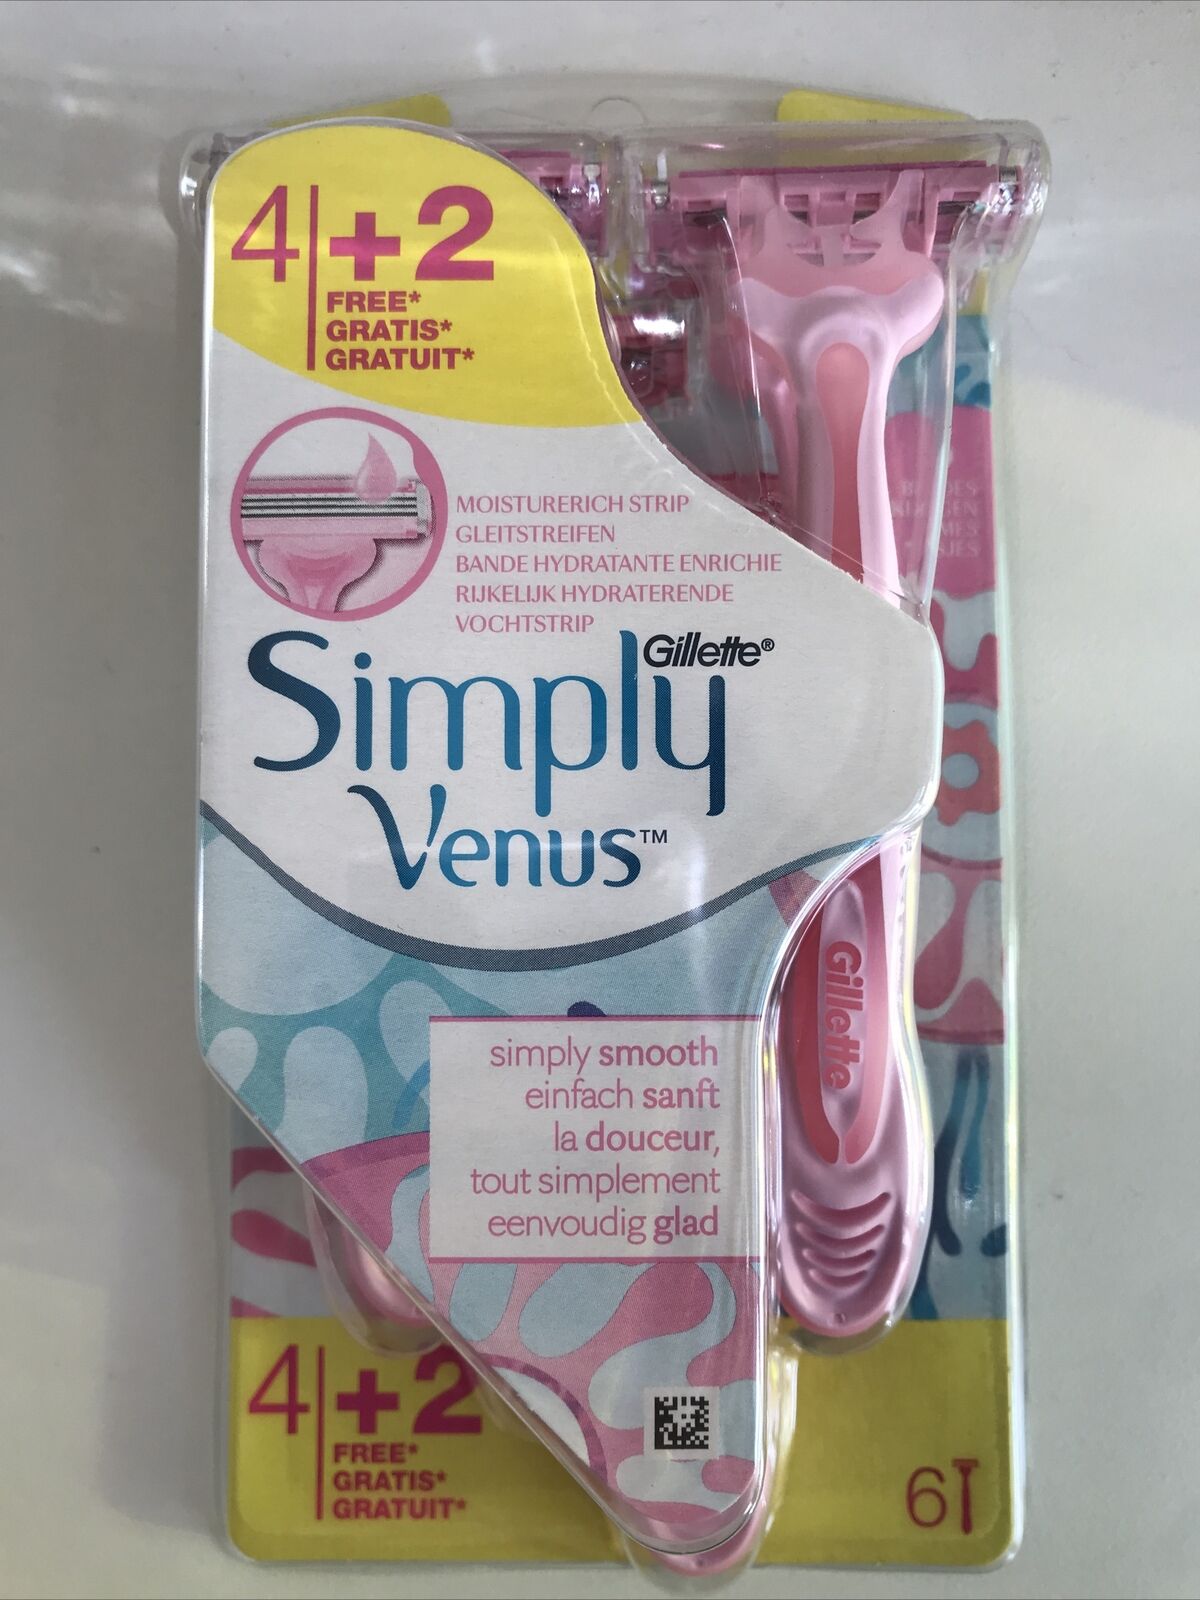 4 +2
FREE*
GRATIS*
GRATUIT*
MOISTURERICH STRIP
GLEITSTREIFEN
BANDE HYDRATANTE ENRICHIE
RIJKELIJK HYDRATERENDE
VOCHTSTRIP
Gillette®
Simply
Venus™
Gillette
simply smooth
einfach sanft
la douceur,
tout simplement
eenvoudig glad
4 +2
FREE*
GRATIS*
GRATUIT*
6